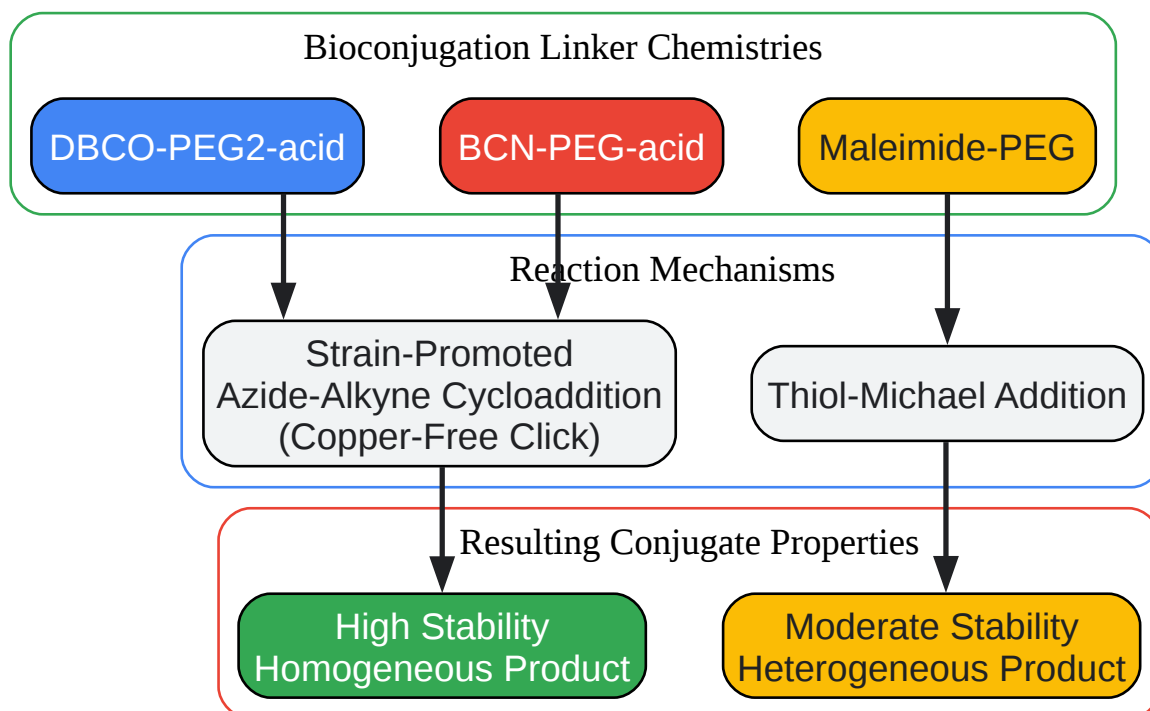 Bioconjugation Linker Chemistries
DBCO-PEG2-acid
BCN-PEG-acid
Maleimide-PEG
Reaction Mechanisms
Strain-Promoted
Azide-Alkyne Cycloaddition
(Copper-Free Click)
Thiol-Michael Addition
Resulting Conjugate Properties
High Stability
Homogeneous Product
Moderate Stability
Heterogeneous Product